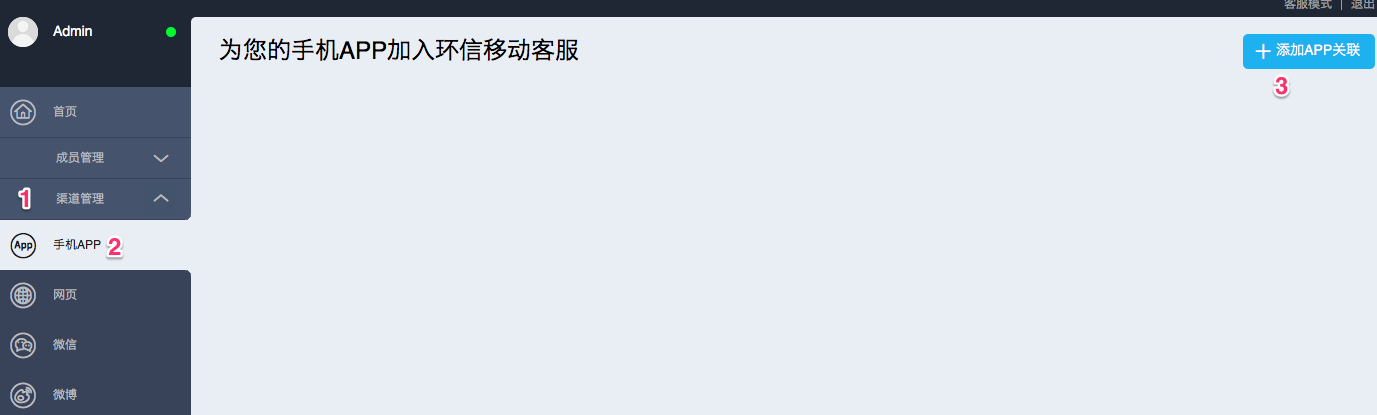 客服模式 | 退出
Admin
为您的手机APP加入环信移动客服
添加APP关联
3
首页
成员管理
1 渠道管理
App 手机APP 2
网页
微信
微博